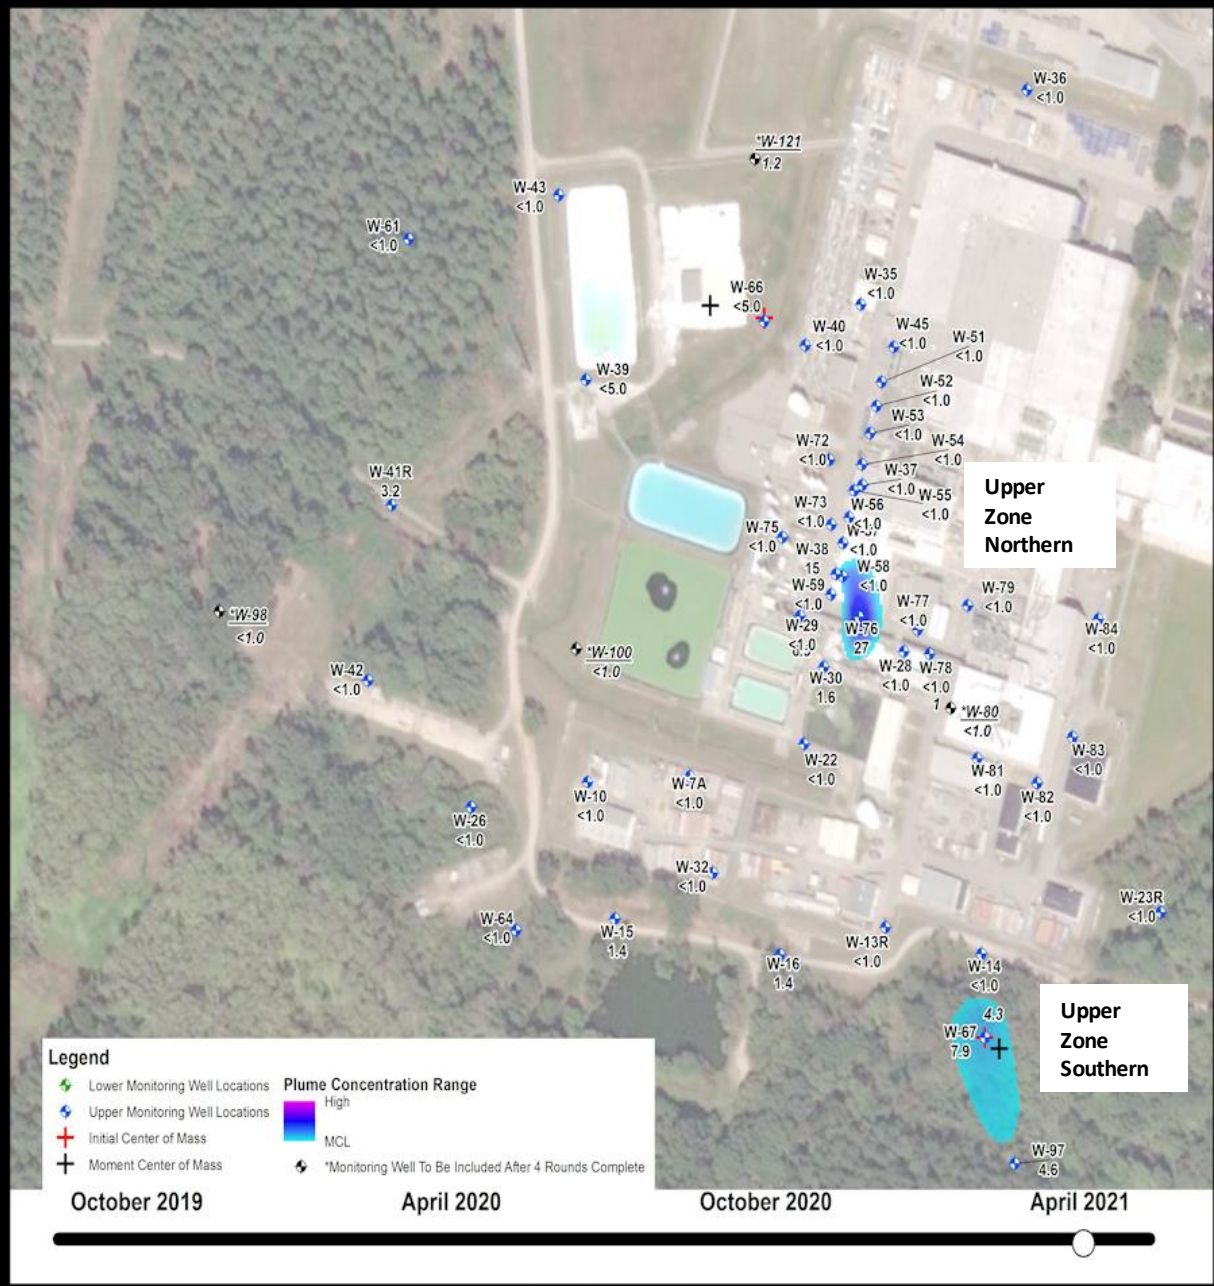 W-36
<1.0
*W-121
1.2
W-43
<1.0
W-61
<1.0
W-35
<1.0
W-66
<5.0
W-40
<1.0
W-45
<1.0
W-51
<1.0
W-39
<5.0
W-52
<1.0
W-53
<1.0
W-72
<1.0
W-54
<1.0
W-41R
3.2
W-37
<1.0
W-55
<1.0
Upper
Zone
Northern
W-73
<1.0
W-56
<1.0
W-75
<1.0
<1.0
W-38
15
W-58
<1.0
W-59
<1.0
W-77
<1.0
W-79
<1.0
*W-98
<1.0
W-29
<1.0
W-76
27
W-84
<1.0
*W-100
<1.0
W-42
<1.0
W-30
1.6
W-28
<1.0
W-78
<1.0
1
*W-80
<1.0
W-22
<1.0
W-83
<1.0
W-81
<1.0
W-82
<1.0
W-10
<1.0
W-7A
<1.0
W-26
<1.0
W-32
<1.0
W-23R
<1.0
W-64
<1.0
W-15
1.4
W-13R
<1.0
W-16
1.4
W-14
<1.0
4.3
W-67
7.9
Upper
Zone
Southern
W-97
4.6
Legend
Lower Monitoring Well Locations
Upper Monitoring Well Locations
Initial Center of Mass
Moment Center of Mass
Plume Concentration Range
High
MCL
*Monitoring Well To Be Included After 4 Rounds Complete
October 2019
April 2020
October 2020
April 2021